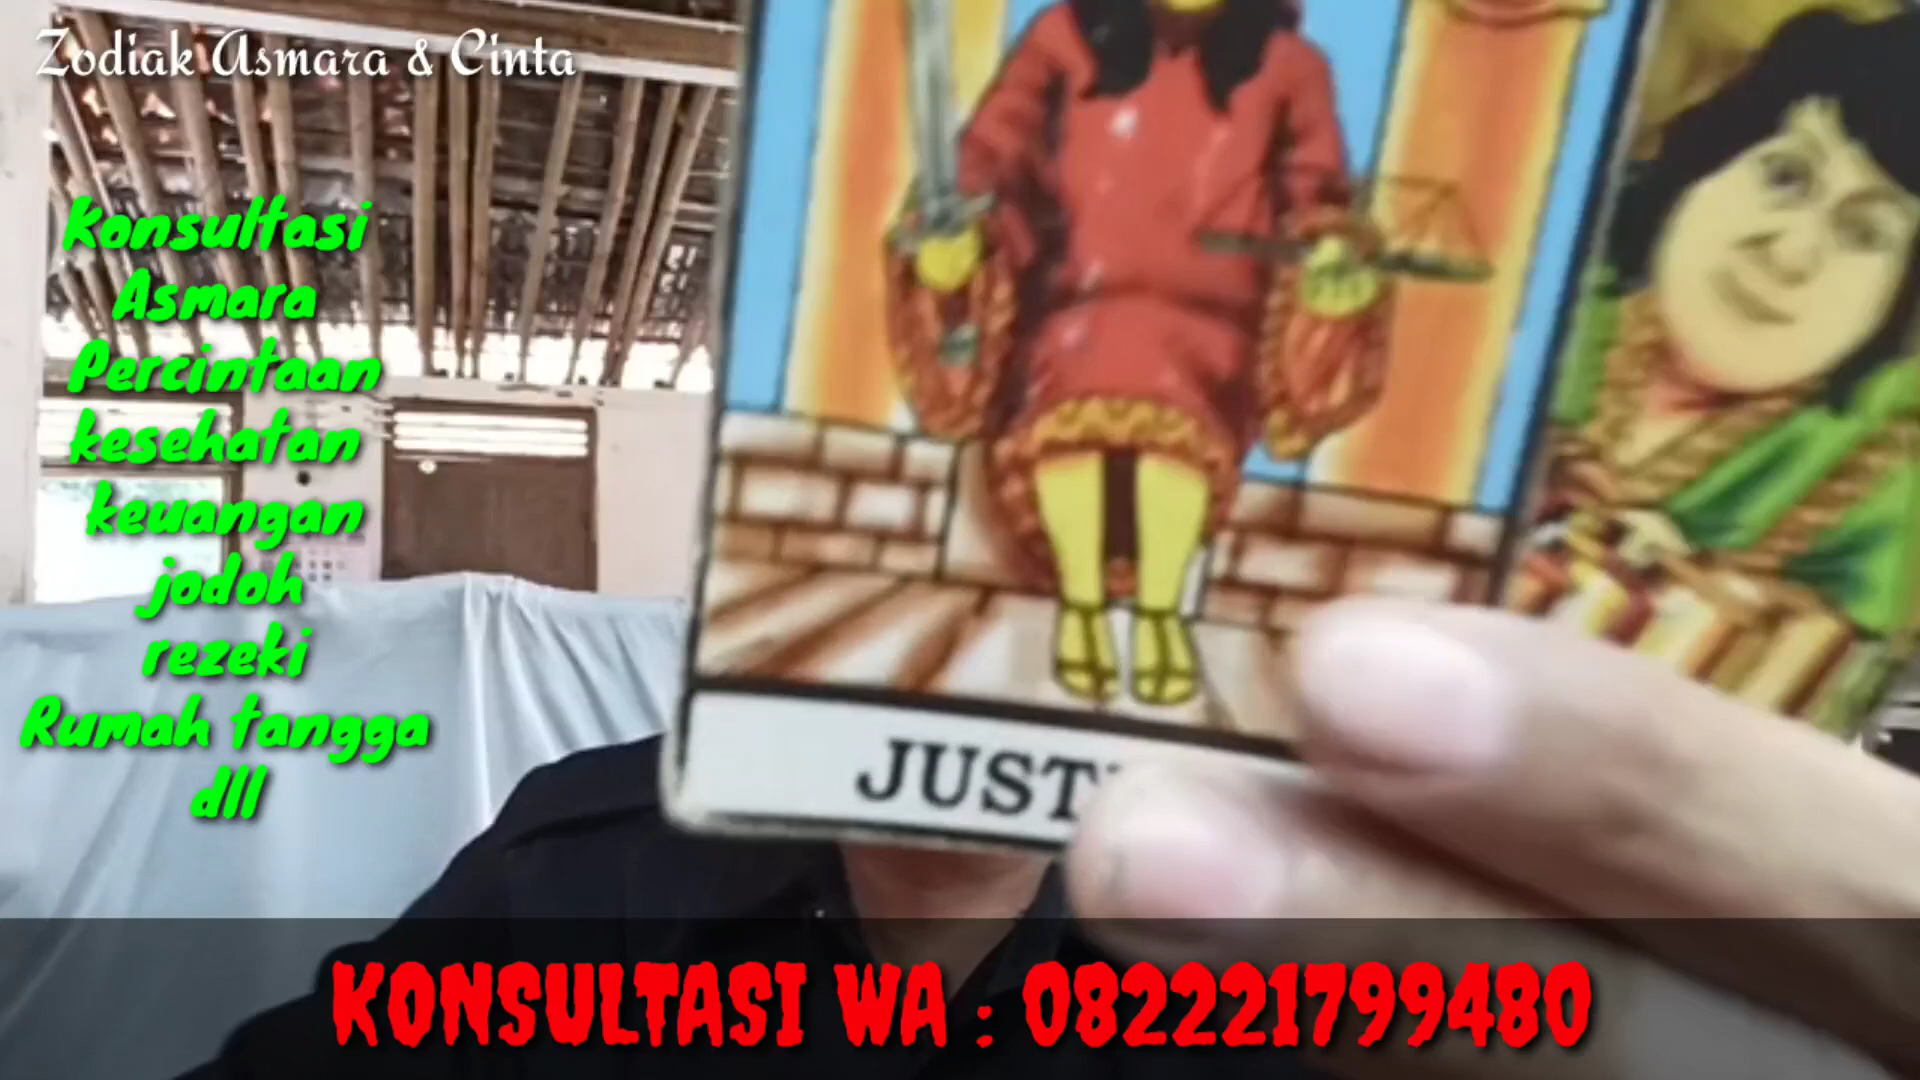 Zodiak Asmara & Cinta
Konsultasi
Asmara
Percintaan
kesehatan
keuangan
jodoh
rezeki
Rumah tangga
dll
JUST
KONSULTASI WA : 082221799480